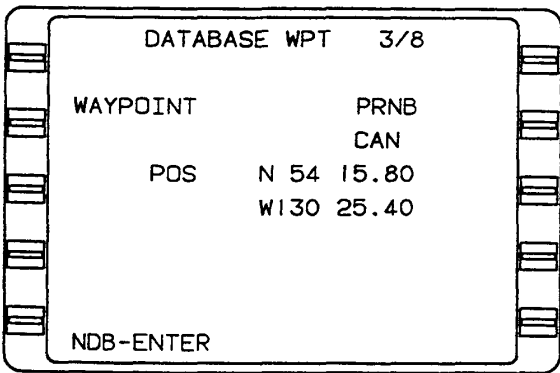 DATABASE WPT 3/8
WAYPOINT PRNB
CAN
POS N 54 15.80
W130 25.40
NDB-ENTER